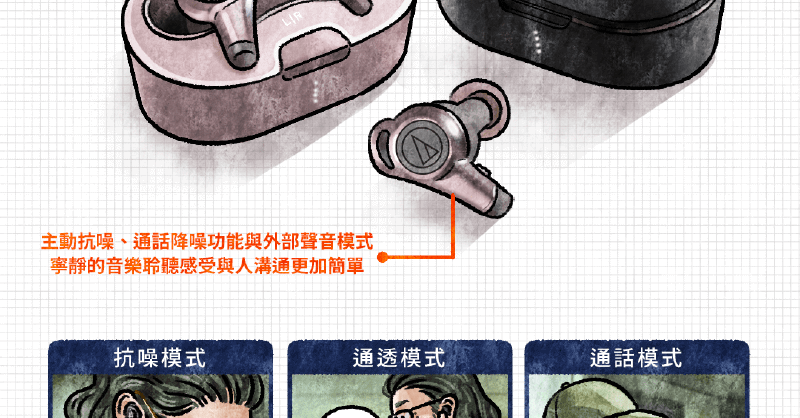 L/R
主動抗噪、通話降噪功能與外部聲音模式
寧靜的音樂聆聽感受與人溝通更加簡單
抗噪模式
通透模式
通話模式